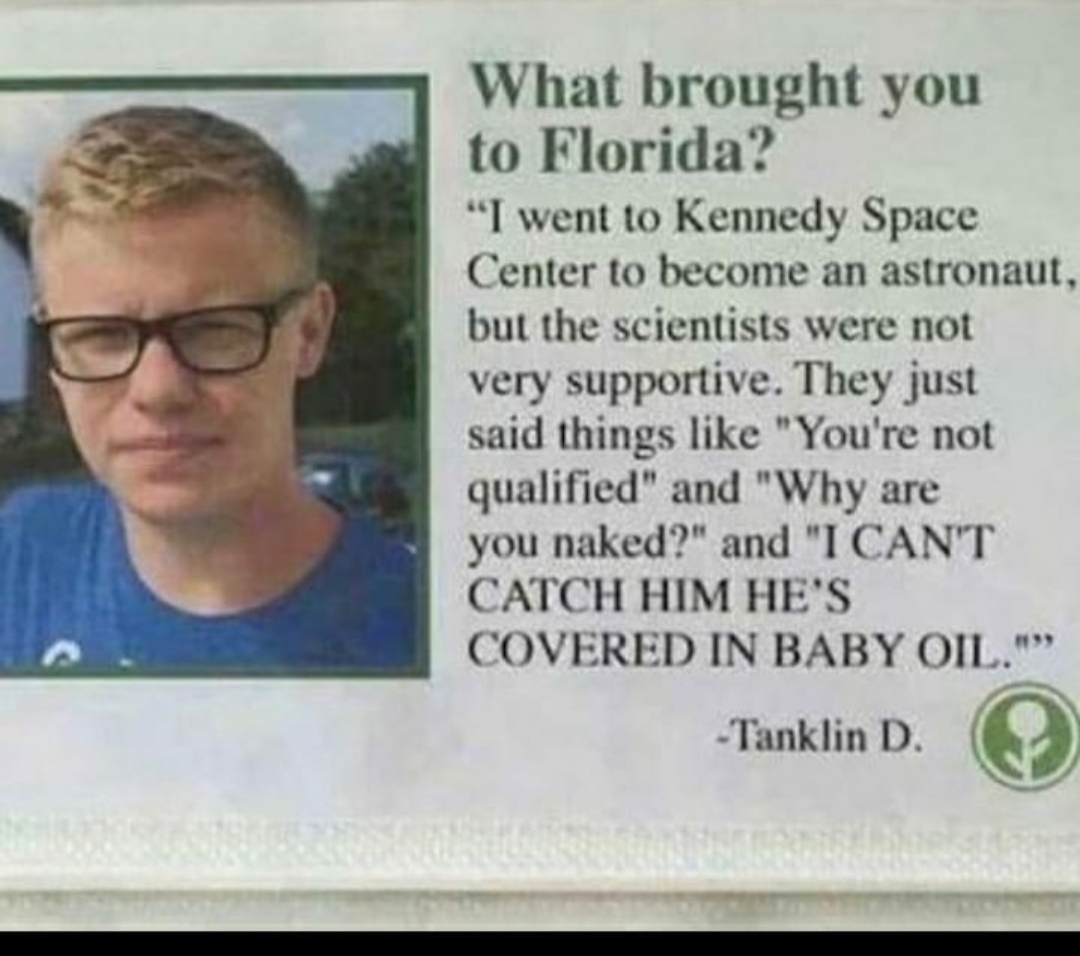 What brought you
to Florida?
“I went to Kennedy Space
Center to become an astronaut,
but the scientists were not
very supportive. They just
said things like "You're not
qualified" and "Why are
you naked?" and "I CAN'T
CATCH HIM HE’S
COVERED IN BABY OIL."”
-Tanklin D.